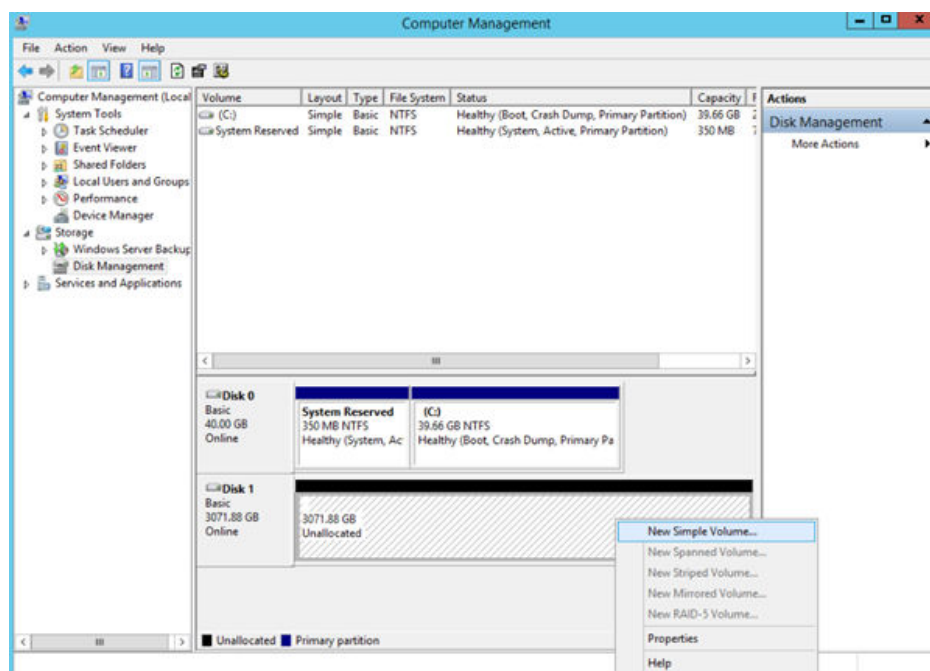 Computer Management
File Action View Help
Computer Management (Local
System Tools
Task Scheduler
Event Viewer
Shared Folders
Local Users and Groups
Performance
Device Manager
Storage
Windows Server Backup
Disk Management
Services and Applications
Volume Layout Type File System Status Capacity F
(C:) Simple Basic NTFS Healthy (Boot, Crash Dump, Primary Partition) 39.66 GB 2
System Reserved Simple Basic NTFS Healthy (System, Active, Primary Partition) 350 MB 7
Actions
Disk Management
More Actions
Disk 0
Basic
40.00 GB
Online
System Reserved
350 MB NTFS
Healthy (System, Ac
(C:)
39.66 GB NTFS
Healthy (Boot, Crash Dump, Primary Pa
Disk 1
Basic
3071.88 GB
Online
3071.88 GB
Unallocated
New Simple Volume...
New Spanned Volume...
New Striped Volume...
New Mirrored Volume...
New RAID-5 Volume...
Properties
Help
Unallocated Primary partition